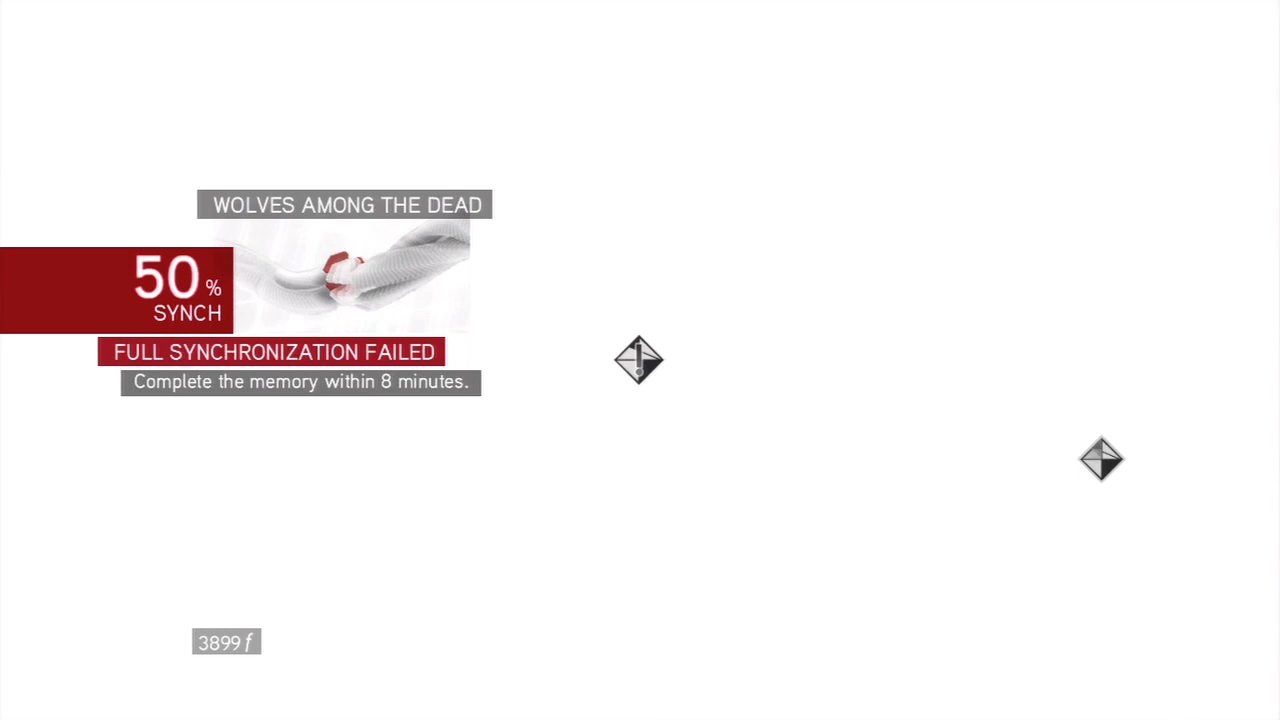 WOLVES AMONG THE DEAD
50 %
SYNCH
FULL SYNCHRONIZATION FAILED
Complete the memory within 8 minutes.
3899 f